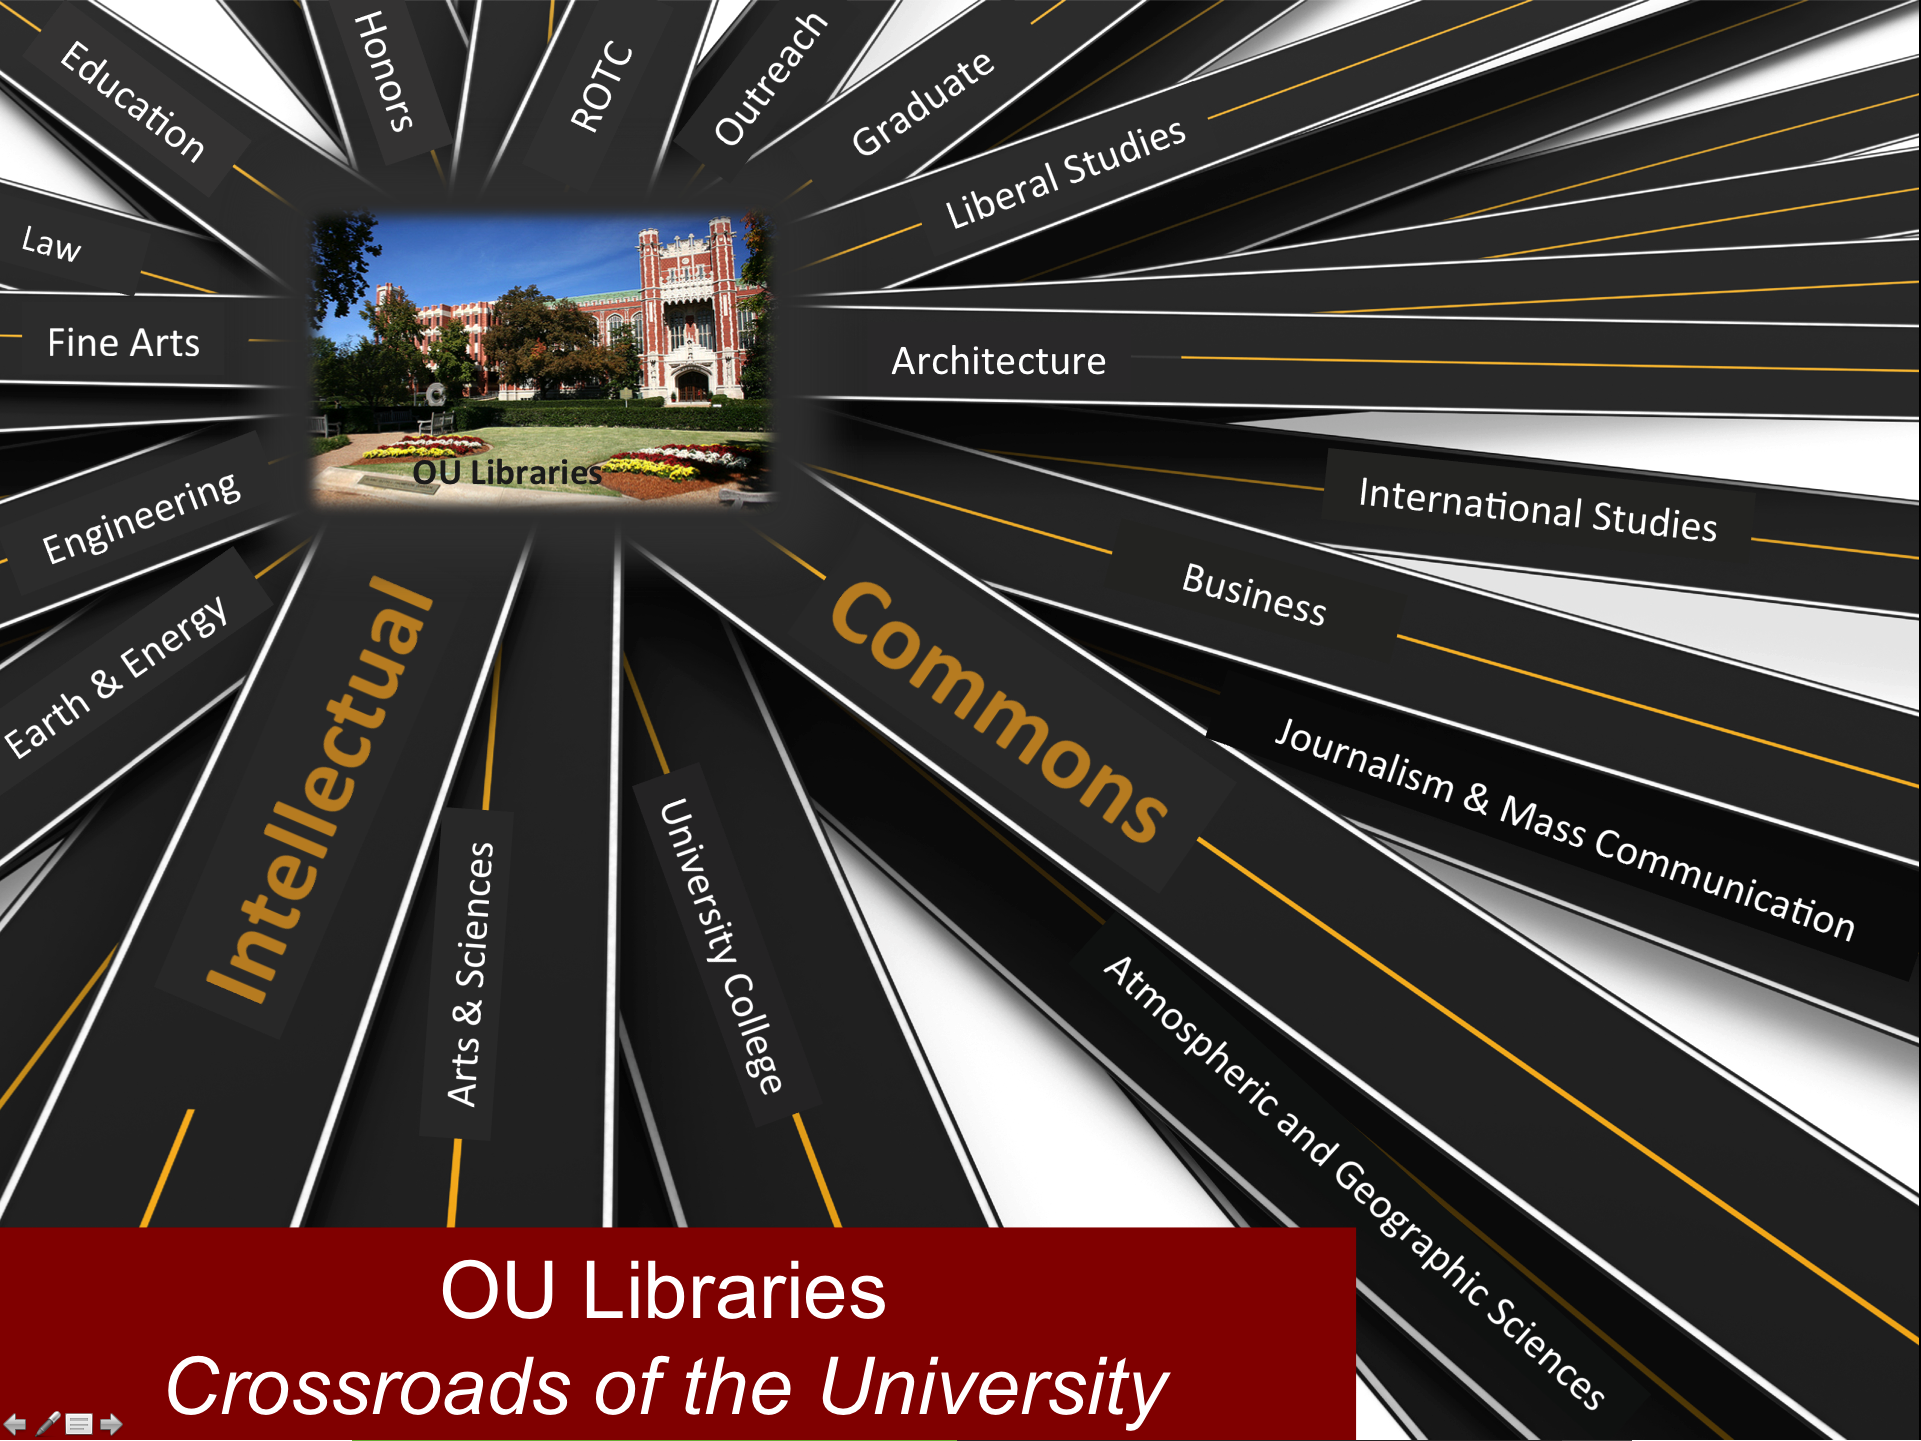 Education
Honors
ROTC
Outreach
Graduate
Liberal Studies
Law
Fine Arts
Architecture
OU Libraries
Engineering
International Studies
Earth & Energy
Business
Intellectual
Commons
Journalism & Mass Communication
Arts & Sciences
University College
Atmospheric and Geographic Sciences
OU Libraries
Crossroads of the University